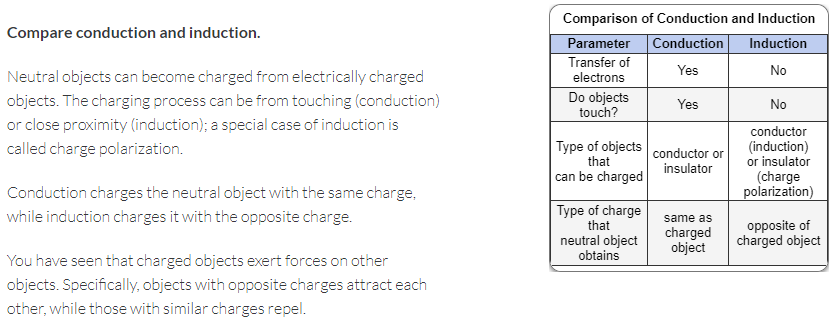 Compare conduction and induction.
Neutral objects can become charged from electrically charged
objects. The charging process can be from touching (conduction)
or close proximity (induction); a special case of induction is
called charge polarization.
Conduction charges the neutral object with the same charge,
while induction charges it with the opposite charge.
You have seen that charged objects exert forces on other
objects. Specifically, objects with opposite charges attract each
other, while those with similar charges repel.
Comparison of Conduction and Induction
Parameter Conduction Induction
Transfer of
electrons
Yes
No
Do objects
touch?
Yes
No
Type of objects
that
can be charged
conductor or
insulator
conductor
(induction)
or insulator
(charge
polarization)
Type of charge
that
neutral object
obtains
same as
charged
object
opposite of
charged object